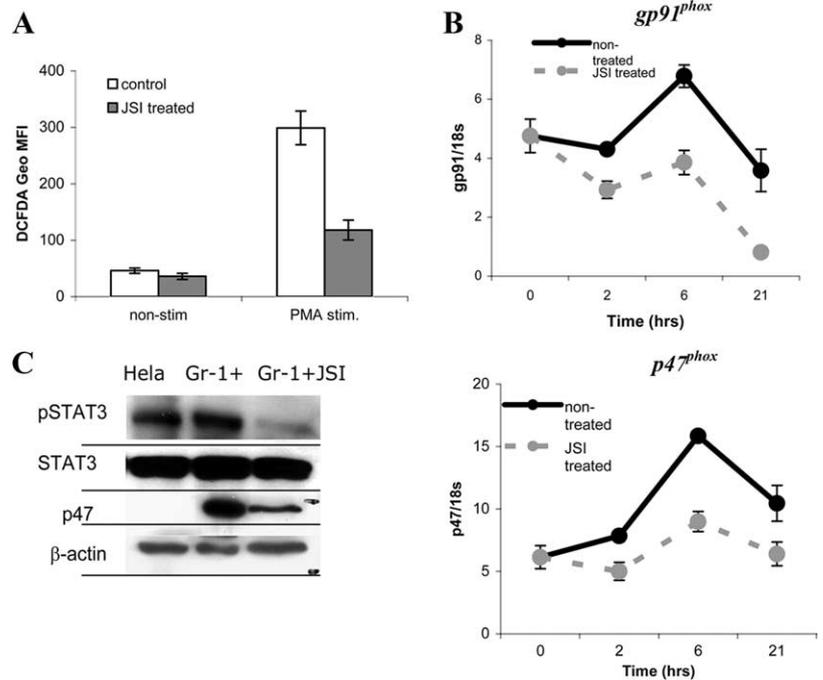 A
400
300
200
100
0
DCFDA Geo MFI
control
JSI treated
non-stim
PMA stim.
B
gp91phox
8
6
4
2
0
gp91/18s
non-
treated
JSI treated
0 2 6 21
Time (hrs)
C
Hela Gr-1+ Gr-1+JSI
pSTAT3
STAT3
p47
β-actin
p47phox
20
15
10
5
0
p47/18s
non-
treated
JSI
treated
0 2 6 21
Time (hrs)